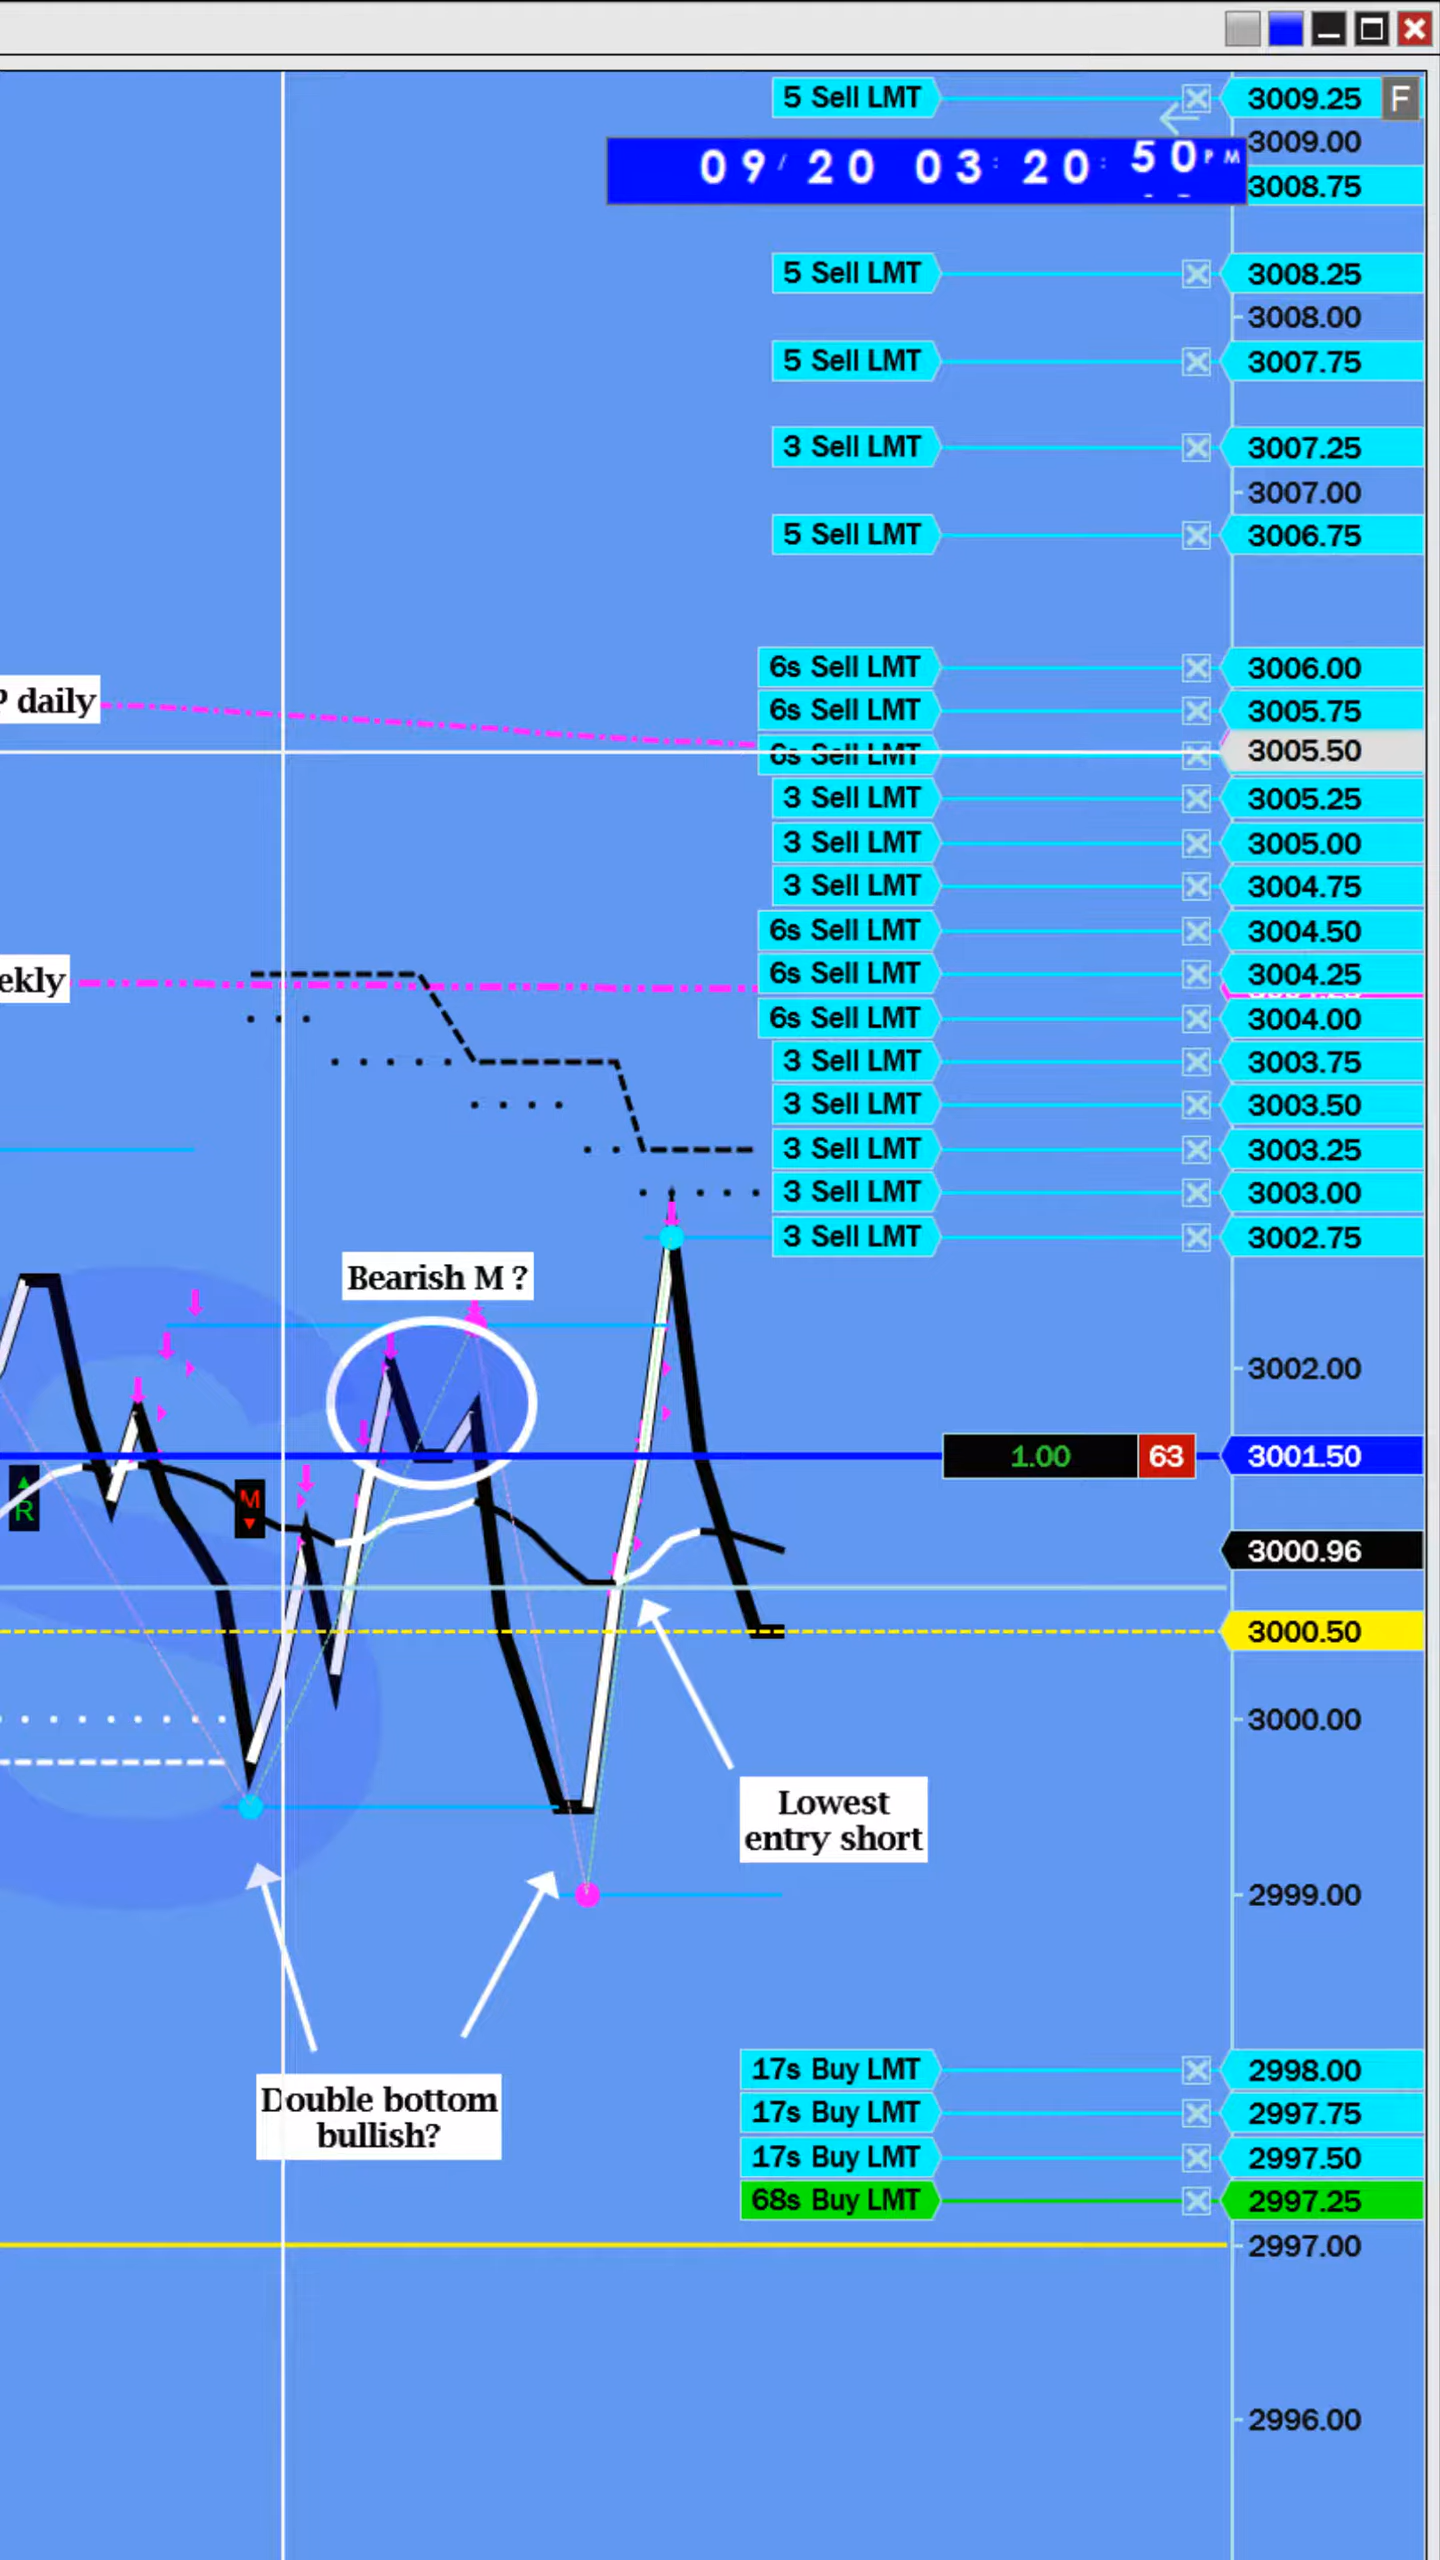 5 Sell LMT 3009.25 F
3009.00
09/20 03:20:50 PM
3008.75
5 Sell LMT 3008.25
3008.00
5 Sell LMT 3007.75
3 Sell LMT 3007.25
3007.00
5 Sell LMT 3006.75
6s Sell LMT 3006.00
P daily
6s Sell LMT 3005.75
6s Sell LMT 3005.50
3 Sell LMT 3005.25
3 Sell LMT 3005.00
3 Sell LMT 3004.75
6s Sell LMT 3004.50
ekly
6s Sell LMT 3004.25
6s Sell LMT 3004.00
3 Sell LMT 3003.75
3 Sell LMT 3003.50
3 Sell LMT 3003.25
3 Sell LMT 3003.00
3 Sell LMT 3002.75
Bearish M ?
3002.00
1.00 63 3001.50
R
M
3000.96
3000.50
3000.00
Lowest
entry short
2999.00
17s Buy LMT 2998.00
Double bottom
bullish?
17s Buy LMT 2997.75
17s Buy LMT 2997.50
68s Buy LMT 2997.25
2997.00
2996.00